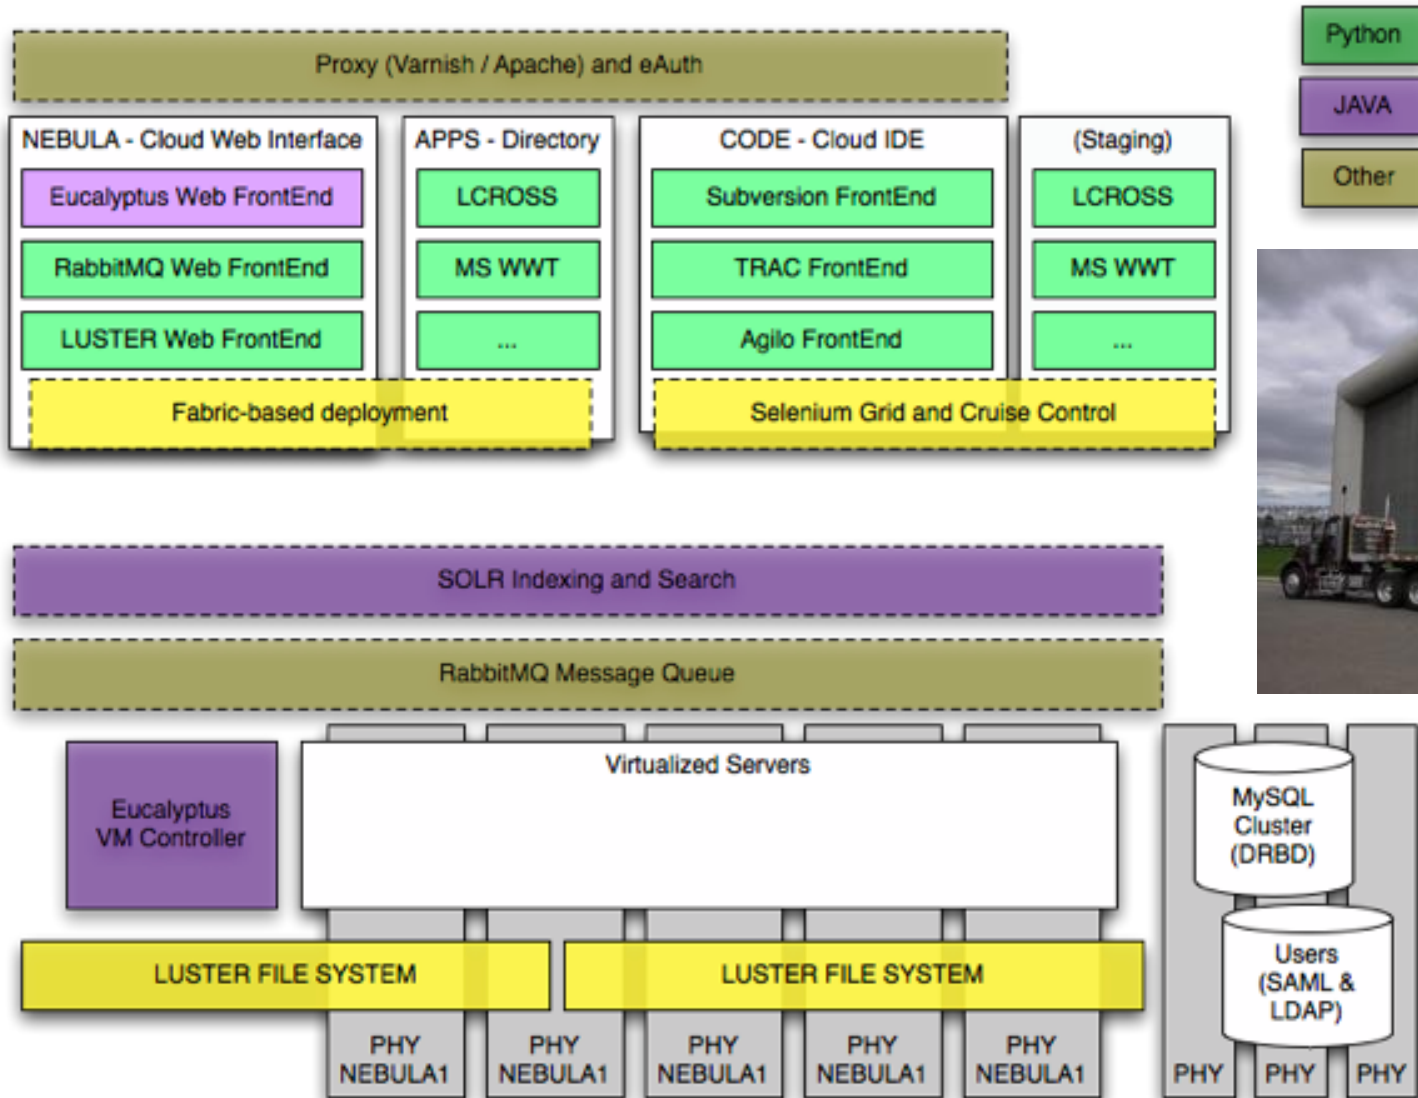 Proxy (Varnish / Apache) and eAuth
Python
JAVA
Other
NEBULA - Cloud Web Interface
Eucalyptus Web FrontEnd
RabbitMQ Web FrontEnd
LUSTER Web FrontEnd
APPS - Directory
LCROSS
MS WWT
...
Fabric-based deployment
CODE - Cloud IDE
Subversion FrontEnd
TRAC FrontEnd
Agilo FrontEnd
(Staging)
LCROSS
MS WWT
...
Selenium Grid and Cruise Control
SOLR Indexing and Search
RabbitMQ Message Queue
Eucalyptus
VM Controller
Virtualized Servers
MySQL
Cluster
(DRBD)
Users
(SAML &
LDAP)
LUSTER FILE SYSTEM
LUSTER FILE SYSTEM
PHY
NEBULA1
PHY
NEBULA1
PHY
NEBULA1
PHY
NEBULA1
PHY
NEBULA1
PHY
PHY
PHY